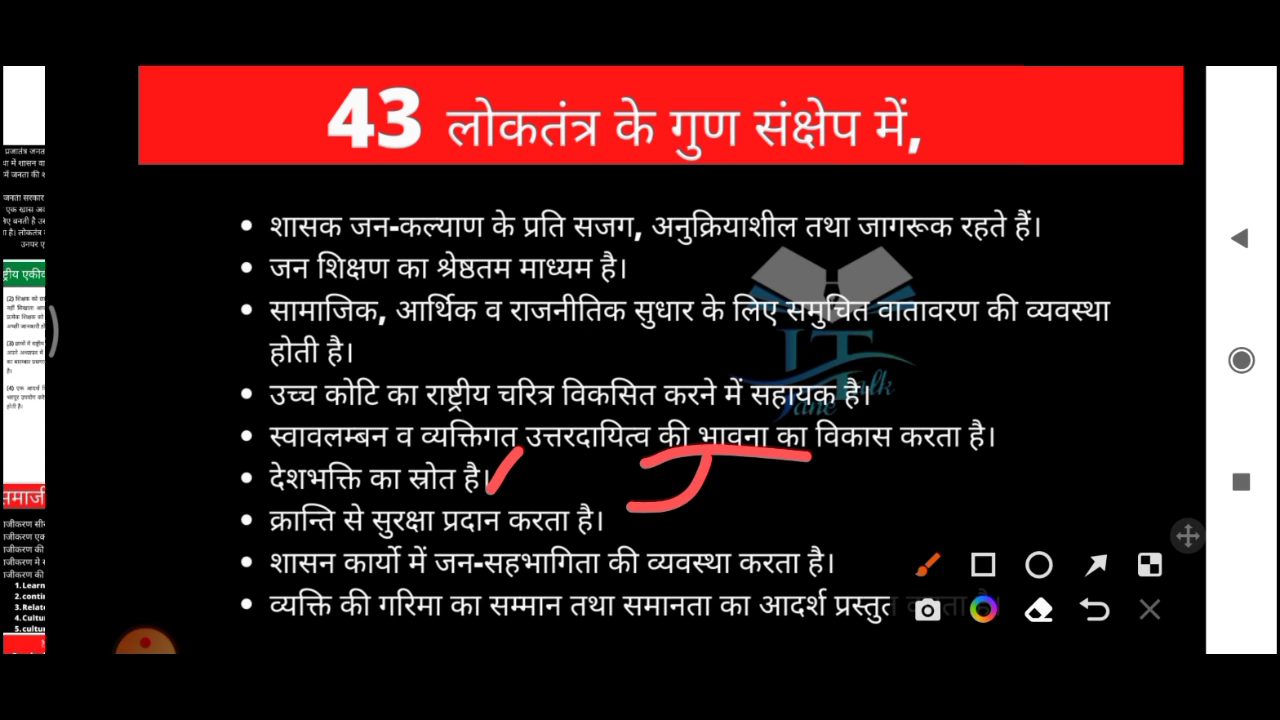 43 लोकतंत्र के गुण संक्षेप में,
• शासक जन-कल्याण के प्रति सजग, अनुक्रियाशील तथा जागरूक रहते हैं।
• जन शिक्षण का श्रेष्ठतम माध्यम है।
• सामाजिक, आर्थिक व राजनीतिक सुधार के लिए समुचित वातावरण की व्यवस्था
होती है।
• उच्च कोटि का राष्ट्रीय चरित्र विकसित करने में सहायक है।
• स्वावलम्बन व व्यक्तिगत उत्तरदायित्व की भावना का विकास करता है।
• देशभक्ति का स्रोत है।
• क्रान्ति से सुरक्षा प्रदान करता है।
• शासन कार्यो में जन-सहभागिता की व्यवस्था करता है।
• व्यक्ति की गरिमा का सम्मान तथा समानता का आदर्श प्रस्तुत करता है।